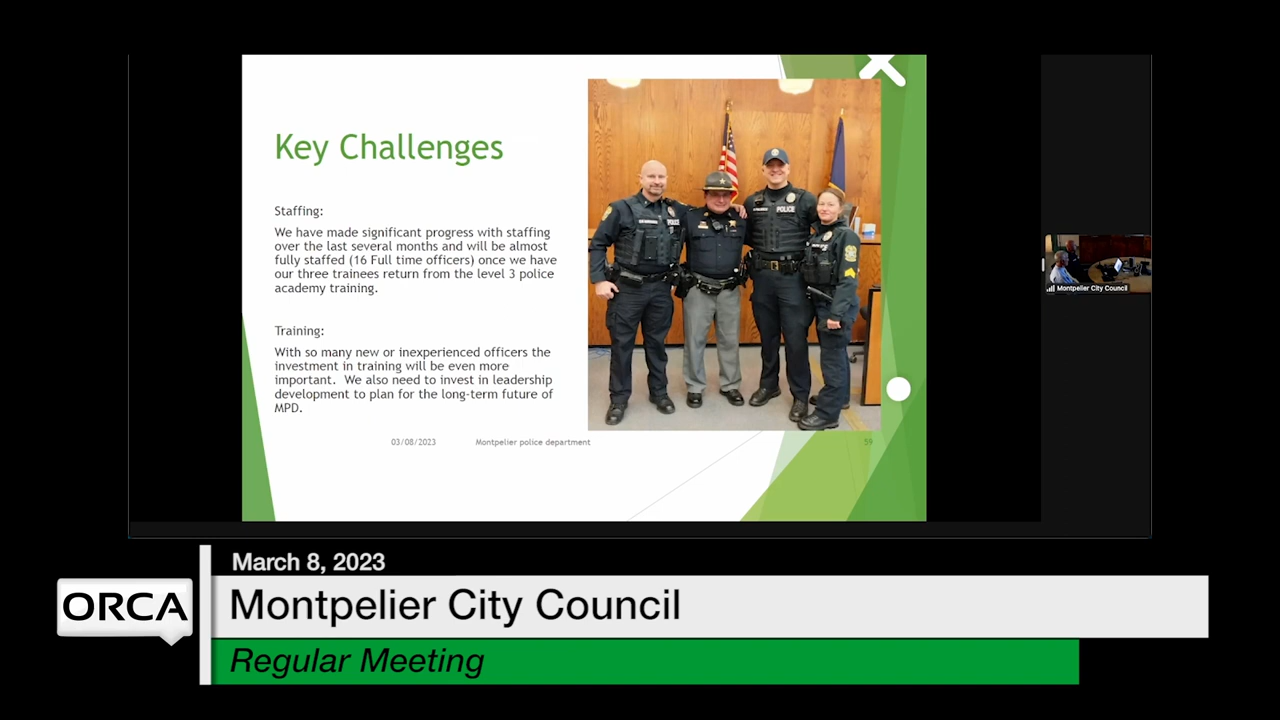 Key Challenges
Staffing:
We have made significant progress with staffing
over the last several months and will be almost
fully staffed (16 Full time officers) once we have
our three trainees return from the level 3 police
academy training.
Training:
With so many new or inexperienced officers the
investment in training will be even more
important. We also need to invest in leadership
development to plan for the long-term future of
MPD.
POLICE
03/08/2023
Montpelier police department
59
Montpelier City Council
March 8, 2023
ORCA
Montpelier City Council
Regular Meeting